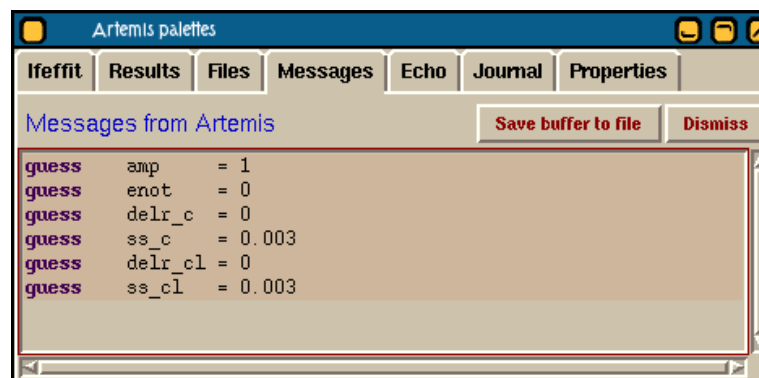 Artemis palettes
Ifeffit Results Files Messages Echo Journal Properties
Messages from Artemis Save buffer to file Dismiss
guess amp = 1
guess enot = 0
guess delr_c = 0
guess ss_c = 0.003
guess delr_cl = 0
guess ss_cl = 0.003